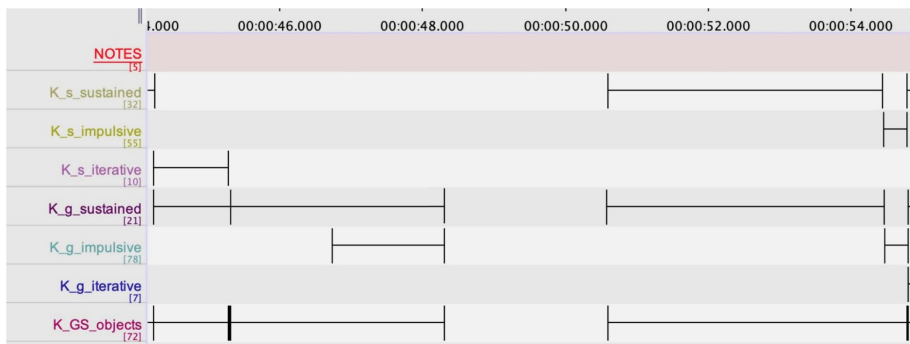 4.000 00:00:46.000 00:00:48.000 00:00:50.000 00:00:52.000 00:00:54.000
NOTES
[5]
K_s_sustained
[32]
K_s_impulsive
[55]
K_s_iterative
[10]
K_g_sustained
[21]
K_g_impulsive
[78]
K_g_iterative
[7]
K_GS_objects
[72]